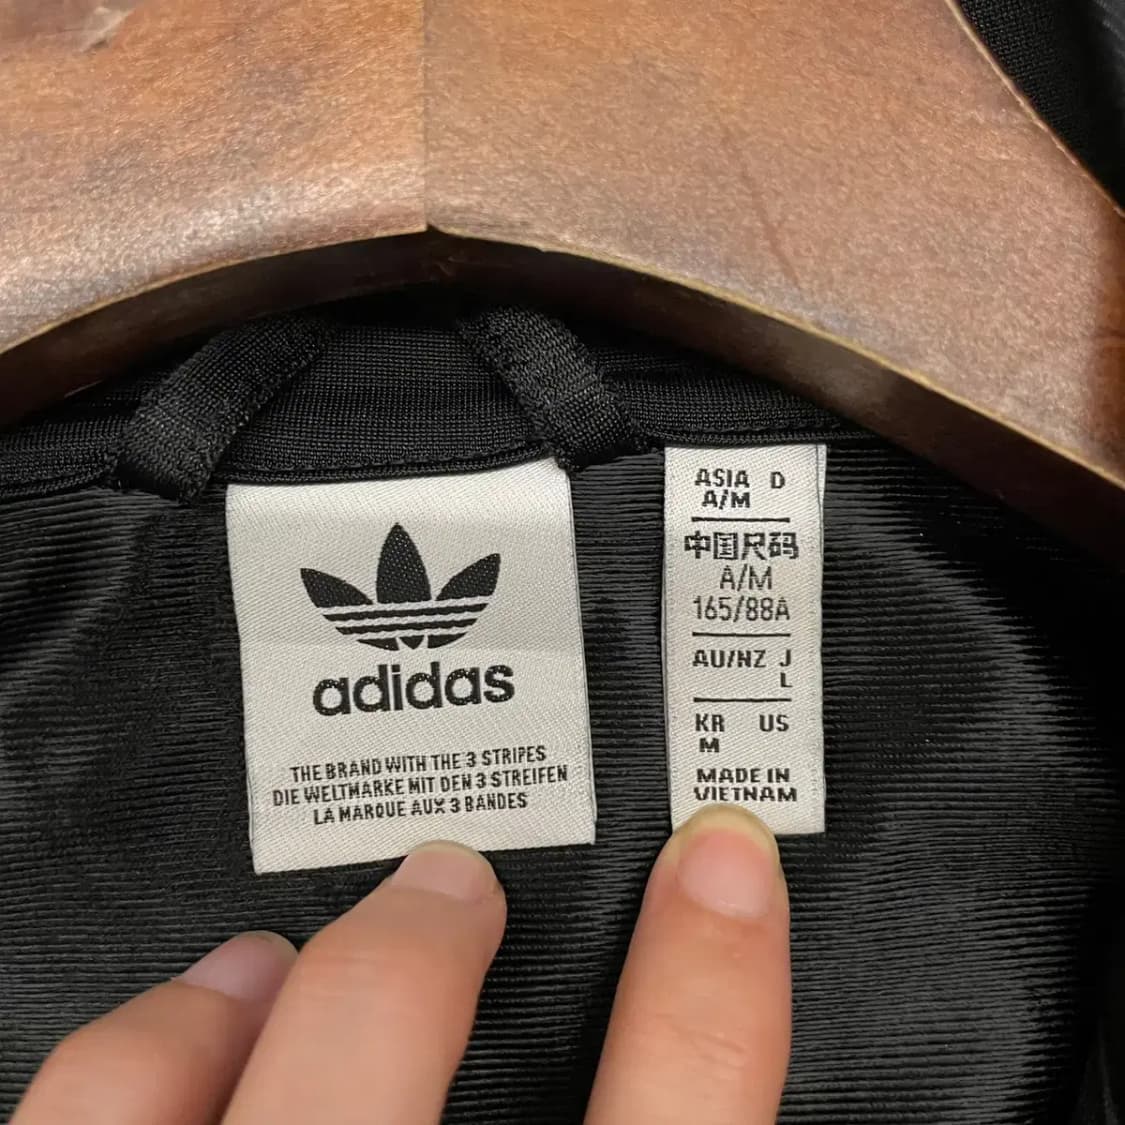 adidas
THE BRAND WITH THE 3 STRIPES
DIE WELTMARKE MIT DEN 3 STREIFEN
LA MARQUE AUX 3 BANDES
ASIA D
A/M
中国尺码
A/M
165/88A
AU/NZ J
L
KR US
M
MADE IN
VIETNAM